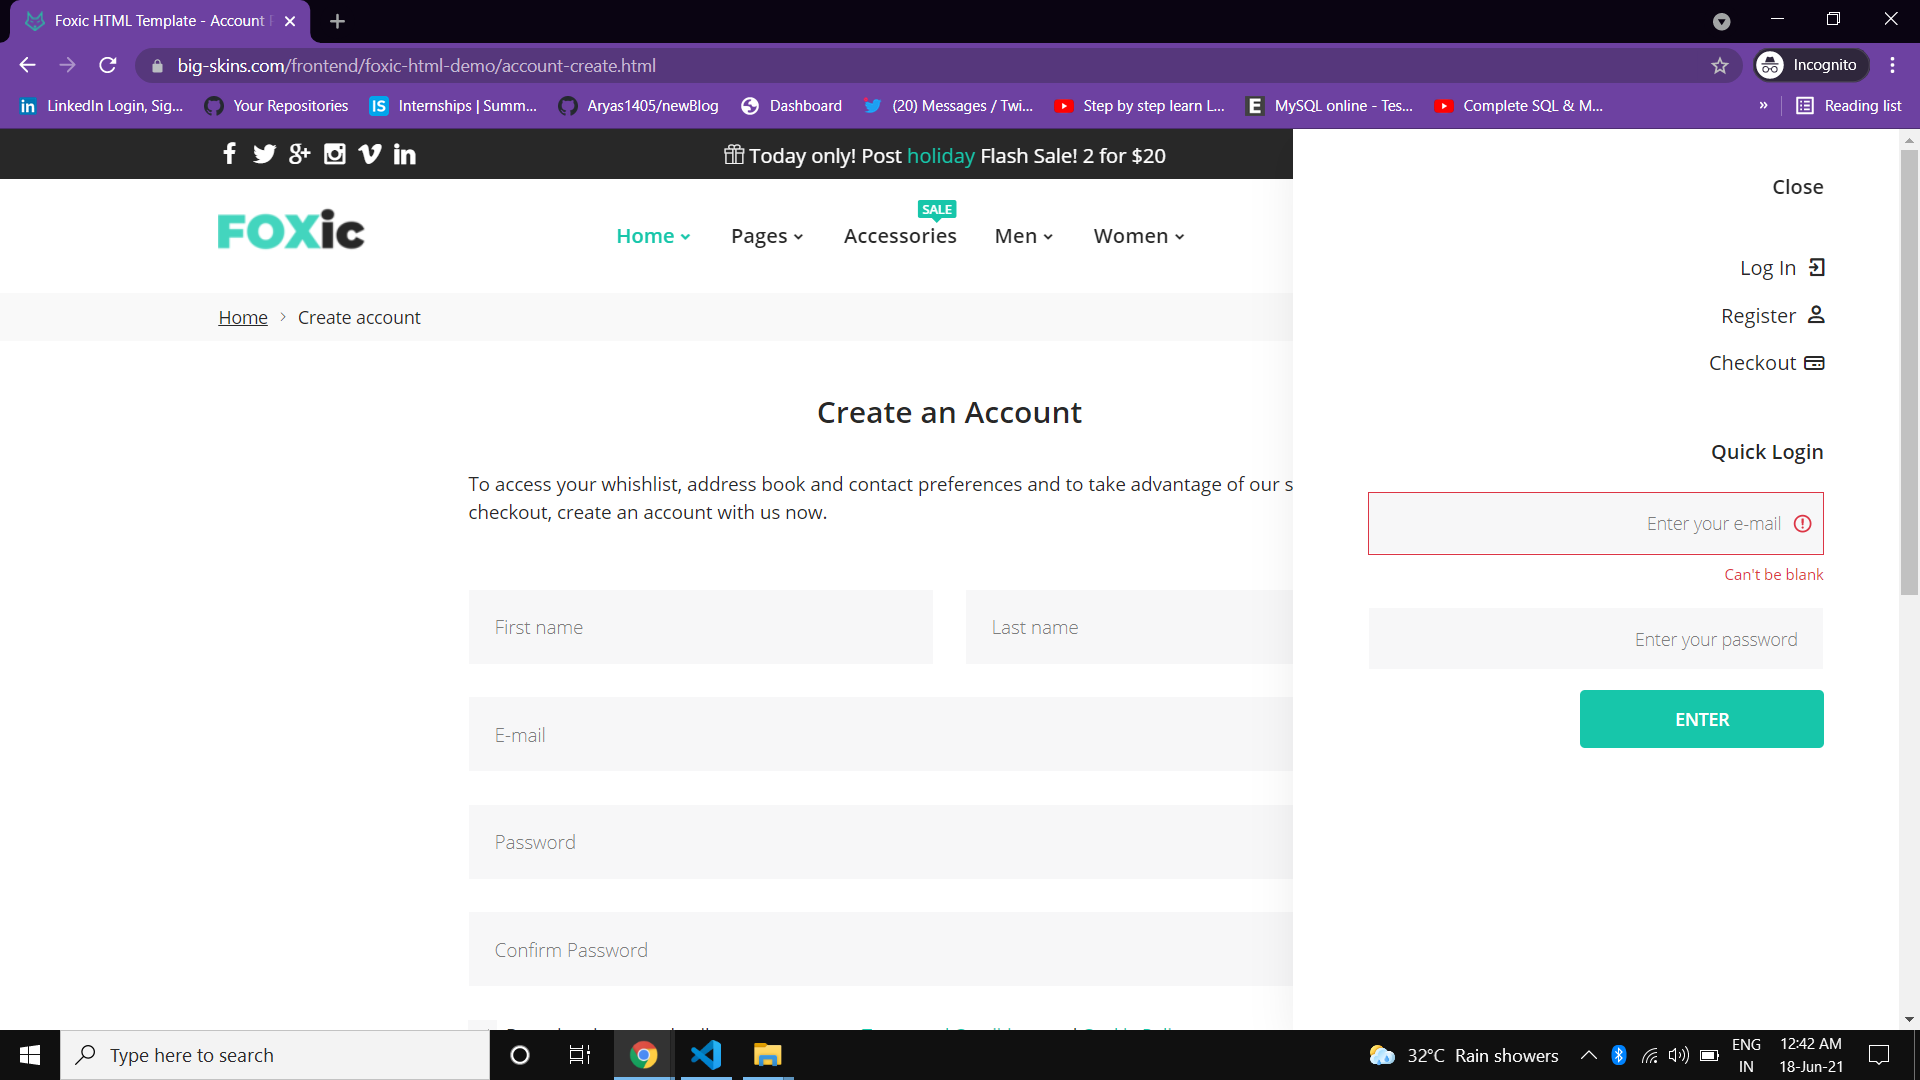 Foxic HTML Template - Account
big-skins.com/frontend/foxic-html-demo/account-create.html
Incognito
LinkedIn Login, Sig...
Your Repositories
Internships | Summ...
Aryas1405/newBlog
Dashboard
(20) Messages / Twi...
Step by step learn L...
MySQL online - Tes...
Complete SQL & M...
»
Reading list
Today only! Post holiday Flash Sale! 2 for $20
FOXic
SALE
Home
Pages
Accessories
Men
Women
Home > Create account
Create an Account
To access your whishlist, address book and contact preferences and to take advantage of our s
checkout, create an account with us now.
First name
Last name
E-mail
Password
Confirm Password
Close
Log In
Register
Checkout
Quick Login
Enter your e-mail
Can't be blank
Enter your password
ENTER
Type here to search
32°C Rain showers
ENG
IN
12:42 AM
18-Jun-21